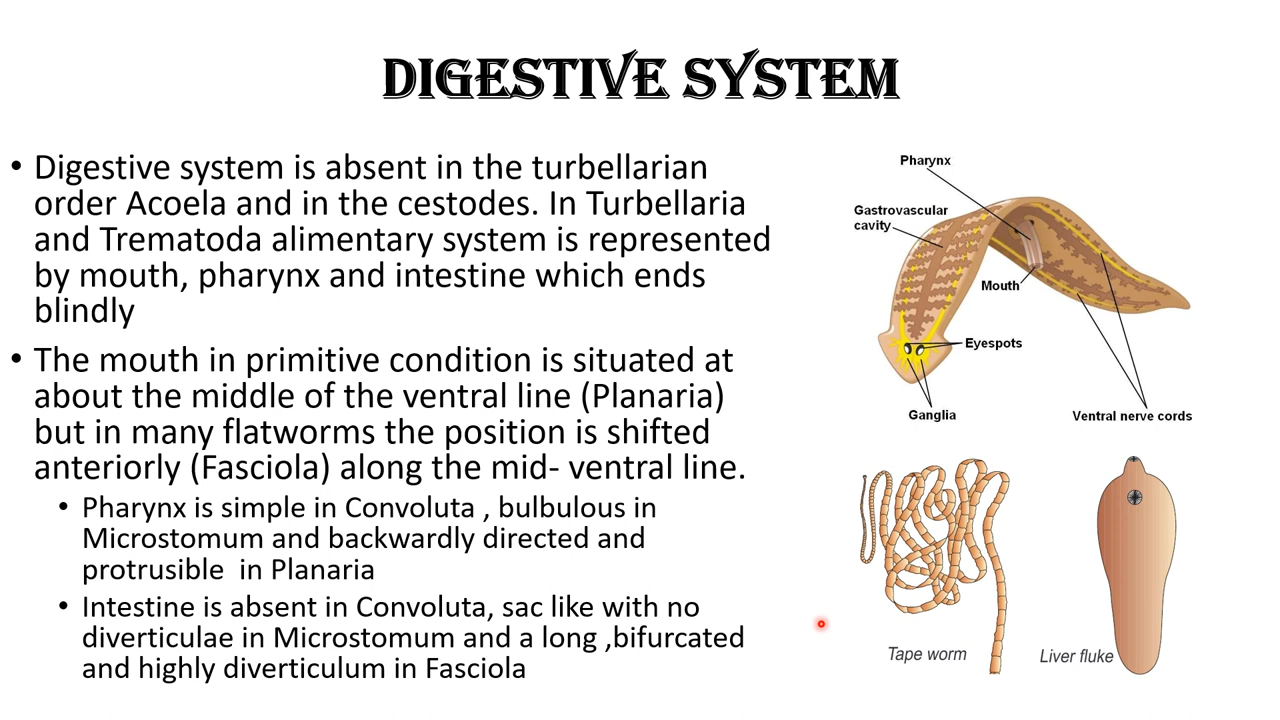 DIGESTIVE SYSTEM
• Digestive system is absent in the turbellarian
order Acoela and in the cestodes. In Turbellaria
and Trematoda alimentary system is represented
by mouth, pharynx and intestine which ends
blindly
• The mouth in primitive condition is situated at
about the middle of the ventral line (Planaria)
but in many flatworms the position is shifted
anteriorly (Fasciola) along the mid- ventral line.
• Pharynx is simple in Convoluta , bulbulous in
Microstomum and backwardly directed and
protrusible  in Planaria
• Intestine is absent in Convoluta, sac like with no
diverticulae in Microstomum and a long ,bifurcated
and highly diverticulum in Fasciola
Pharynx
Gastrovascular
cavity
Mouth
Eyespots
Ganglia
Ventral nerve cords
Tape worm
Liver fluke